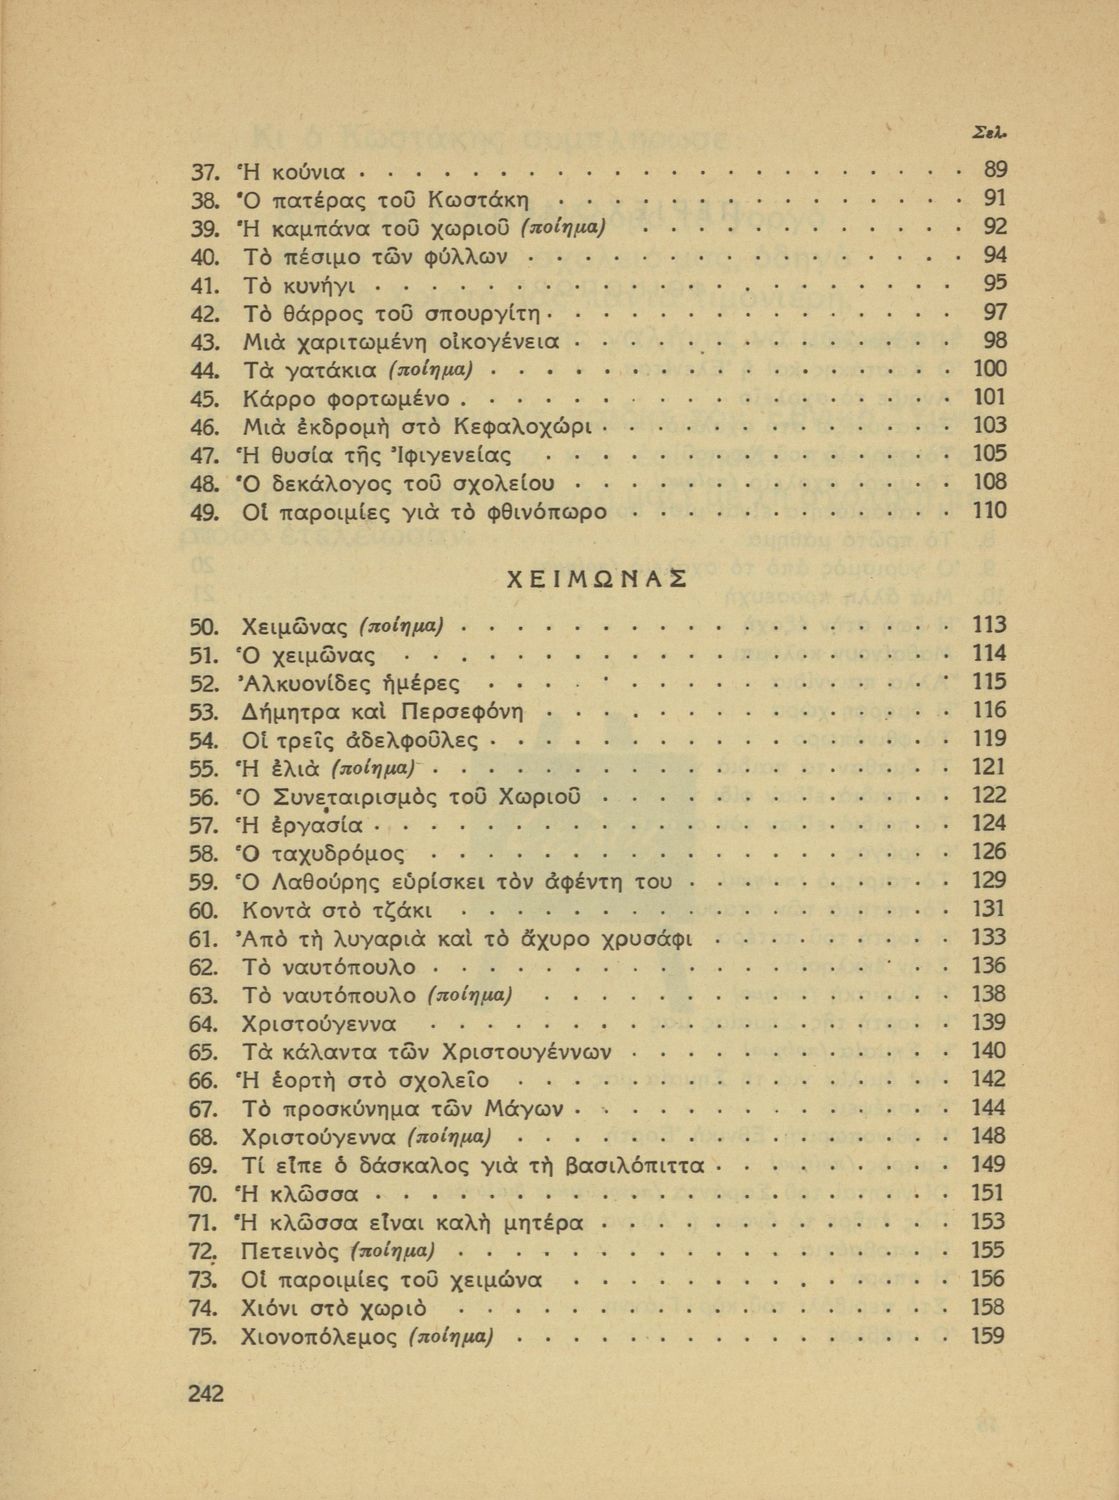 Σελ.
37. Ἡ κούνια . . . . . . . . . . . . . . . . . . . . . . 89
38. Ὁ πατέρας τοῦ Κωστάκη . . . . . . . . . . . . . . . 91
39. Ἡ καμπάνα τοῦ χωριοῦ (ποίημα) . . . . . . . . . . . . 92
40. Τὸ πέσιμο τῶν φύλλων . . . . . . . . . . . . . . . . 94
41. Τὸ κυνήγι . . . . . . . . . . . . . . . . . . . . . 95
42. Τὸ θάρρος τοῦ σπουργίτη . . . . . . . . . . . . . . . 97
43. Μιὰ χαριτωμένη οἰκογένεια . . . . . . . . . . . . . . 98
44. Τὰ γατάκια (ποίημα) . . . . . . . . . . . . . . . . . 100
45. Κάρρο φορτωμένο . . . . . . . . . . . . . . . . . . 101
46. Μιὰ ἐκδρομὴ στὸ Κεφαλοχώρι . . . . . . . . . . . . . 103
47. Ἡ θυσία τῆς Ἰφιγενείας . . . . . . . . . . . . . . . 105
48. Ὁ δεκάλογος τοῦ σχολείου . . . . . . . . . . . . . . 108
49. Οἱ παροιμίες γιὰ τὸ φθινόπωρο . . . . . . . . . . . . 110
ΧΕΙΜΩΝΑΣ
50. Χειμῶνας (ποίημα) . . . . . . . . . . . . . . . . . . 113
51. Ὁ χειμῶνας . . . . . . . . . . . . . . . . . . . . 114
52. Ἀλκυονίδες ἡμέρες . . . . . . . . . . . . . . . . . 115
53. Δήμητρα καὶ Περσεφόνη . . . . . . . . . . . . . . . 116
54. Οἱ τρεῖς ἀδελφοῦλες . . . . . . . . . . . . . . . . . 119
55. Ἡ ἐλιὰ (ποίημα) . . . . . . . . . . . . . . . . . . . 121
56. Ὁ Συνεταιρισμὸς τοῦ Χωριοῦ . . . . . . . . . . . . . 122
57. Ἡ ἐργασία . . . . . . . . . . . . . . . . . . . . . 124
58. Ὁ ταχυδρόμος . . . . . . . . . . . . . . . . . . . 126
59. Ὁ Λαθούρης εὑρίσκει τὸν ἀφέντη του . . . . . . . . . . 129
60. Κοντὰ στὸ τζάκι . . . . . . . . . . . . . . . . . . 131
61. Ἀπὸ τὴ λυγαριὰ καὶ τὸ ἄχυρο χρυσάφι . . . . . . . . . 133
62. Τὸ ναυτόπουλο . . . . . . . . . . . . . . . . . . . 136
63. Τὸ ναυτόπουλο (ποίημα) . . . . . . . . . . . . . . . 138
64. Χριστούγεννα . . . . . . . . . . . . . . . . . . . 139
65. Τὰ κάλαντα τῶν Χριστουγέννων . . . . . . . . . . . . 140
66. Ἡ ἑορτὴ στὸ σχολεῖο . . . . . . . . . . . . . . . . 142
67. Τὸ προσκύνημα τῶν Μάγων . . . . . . . . . . . . . . 144
68. Χριστούγεννα (ποίημα) . . . . . . . . . . . . . . . . 148
69. Τί εἶπε ὁ δάσκαλος γιὰ τὴ βασιλόπιττα . . . . . . . . . 149
70. Ἡ κλῶσσα . . . . . . . . . . . . . . . . . . . . . 151
71. Ἡ κλῶσσα εἶναι καλὴ μητέρα . . . . . . . . . . . . . 153
72. Πετεινὸς (ποίημα) . . . . . . . . . . . . . . . . . . 155
73. Οἱ παροιμίες τοῦ χειμώνα . . . . . . . . . . . . . . 156
74. Χιόνι στὸ χωριὸ . . . . . . . . . . . . . . . . . . 158
75. Χιονοπόλεμος (ποίημα) . . . . . . . . . . . . . . . . 159
242